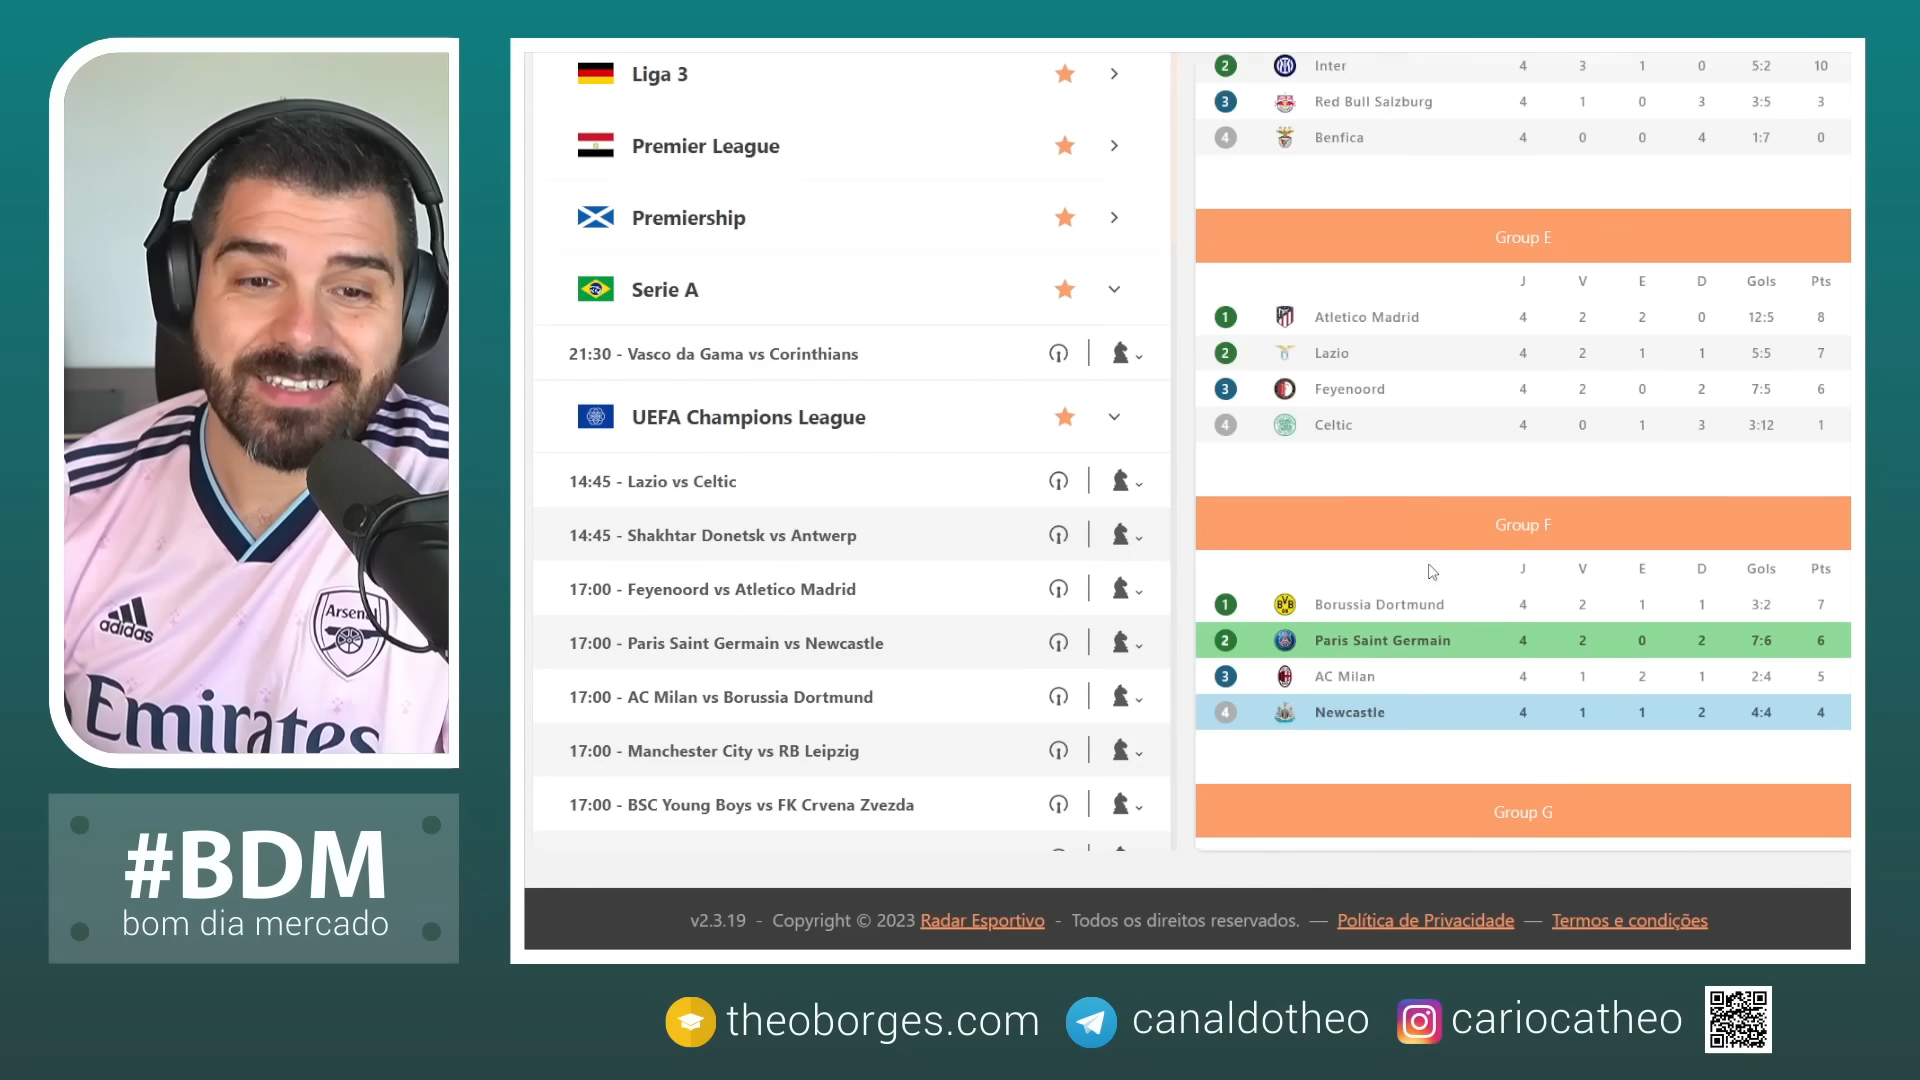 adidas
Arsenal
Emirates
#BDM
bom dia mercado
Liga 3
Premier League
Premiership
Serie A
21:30 - Vasco da Gama vs Corinthians
UEFA Champions League
14:45 - Lazio vs Celtic
14:45 - Shakhtar Donetsk vs Antwerp
17:00 - Feyenoord vs Atletico Madrid
17:00 - Paris Saint Germain vs Newcastle
17:00 - AC Milan vs Borussia Dortmund
17:00 - Manchester City vs RB Leipzig
17:00 - BSC Young Boys vs FK Crvena Zvezda
2 Inter 4 3 1 0 5:2 10
3 Red Bull Salzburg 4 1 0 3 3:5 3
4 Benfica 4 0 0 4 1:7 0
Group E
J V E D Gols Pts
1 Atletico Madrid 4 2 2 0 12:5 8
2 Lazio 4 2 1 1 5:5 7
3 Feyenoord 4 2 0 2 7:5 6
4 Celtic 4 0 1 3 3:12 1
Group F
J V E D Gols Pts
1 Borussia Dortmund 4 2 1 1 3:2 7
2 Paris Saint Germain 4 2 0 2 7:6 6
3 AC Milan 4 1 2 1 2:4 5
4 Newcastle 4 1 1 2 4:4 4
Group G
v2.3.19 - Copyright © 2023 Radar Esportivo - Todos os direitos reservados. — Política de Privacidade — Termos e condições
theoborges.com canaldotheo cariocatheo